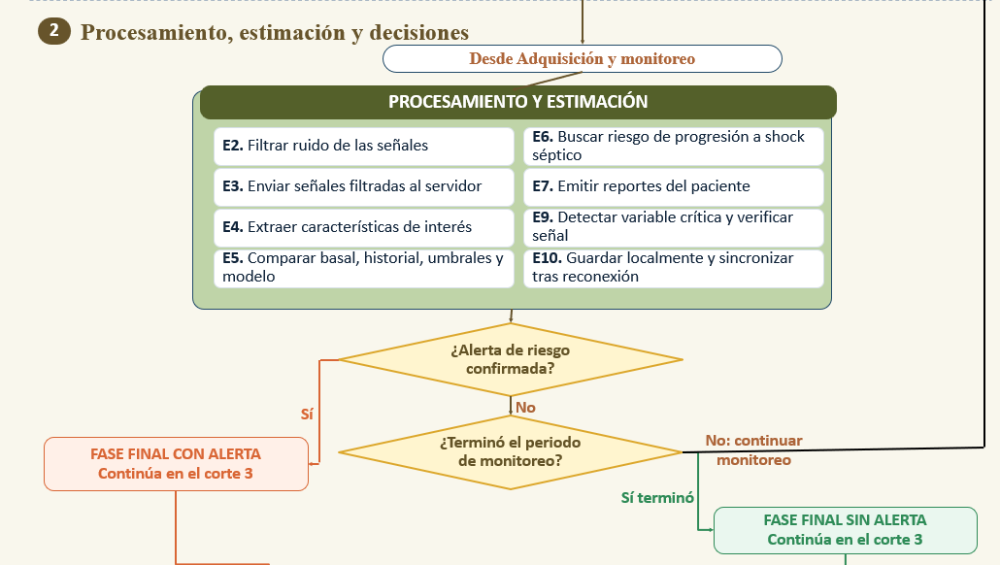 2 Procesamiento, estimación y decisiones
Desde Adquisición y monitoreo
PROCESAMIENTO Y ESTIMACIÓN
E2. Filtrar ruido de las señales
E3. Enviar señales filtradas al servidor
E4. Extraer características de interés
E5. Comparar basal, historial, umbrales y
modelo
E6. Buscar riesgo de progresión a shock
séptico
E7. Emitir reportes del paciente
E9. Detectar variable crítica y verificar
señal
E10. Guardar localmente y sincronizar
tras reconexión
¿Alerta de riesgo
confirmada?
Sí
No
FASE FINAL CON ALERTA
Continúa en el corte 3
¿Terminó el periodo
de monitoreo?
No: continuar
monitoreo
Sí terminó
FASE FINAL SIN ALERTA
Continúa en el corte 3